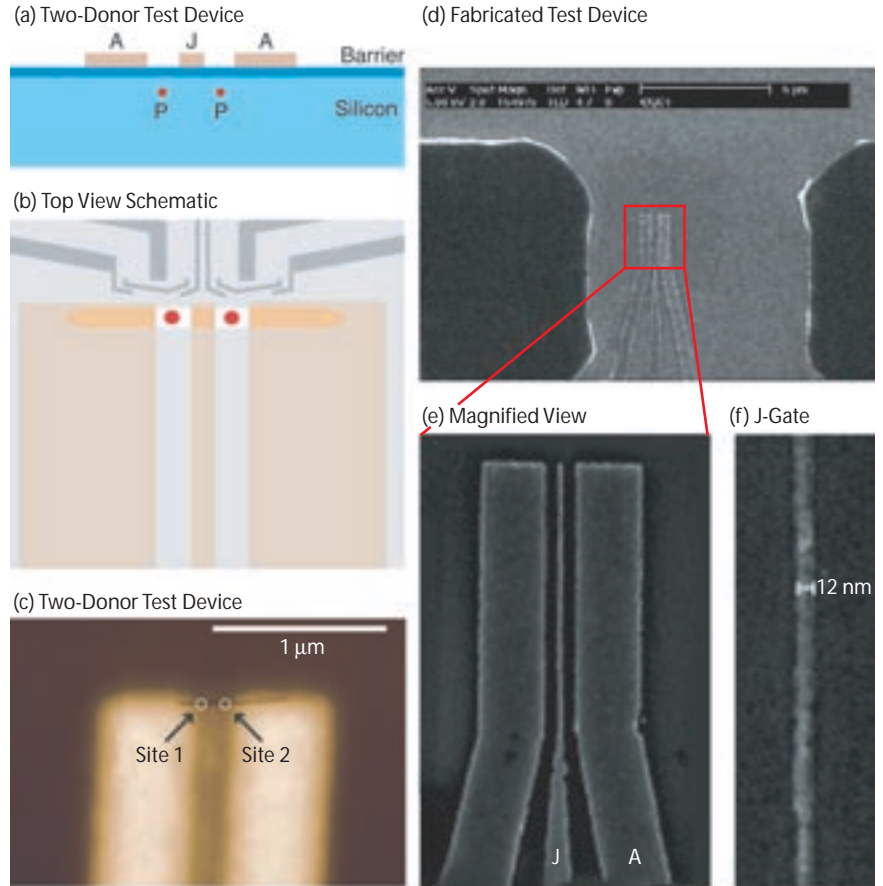 (a) Two-Donor Test Device
A J A
Barrier
P P
Silicon
(b) Top View Schematic
(c) Two-Donor Test Device
1 μm
Site 1 Site 2
(d) Fabricated Test Device
(e) Magnified View
J A
(f) J-Gate
12 nm